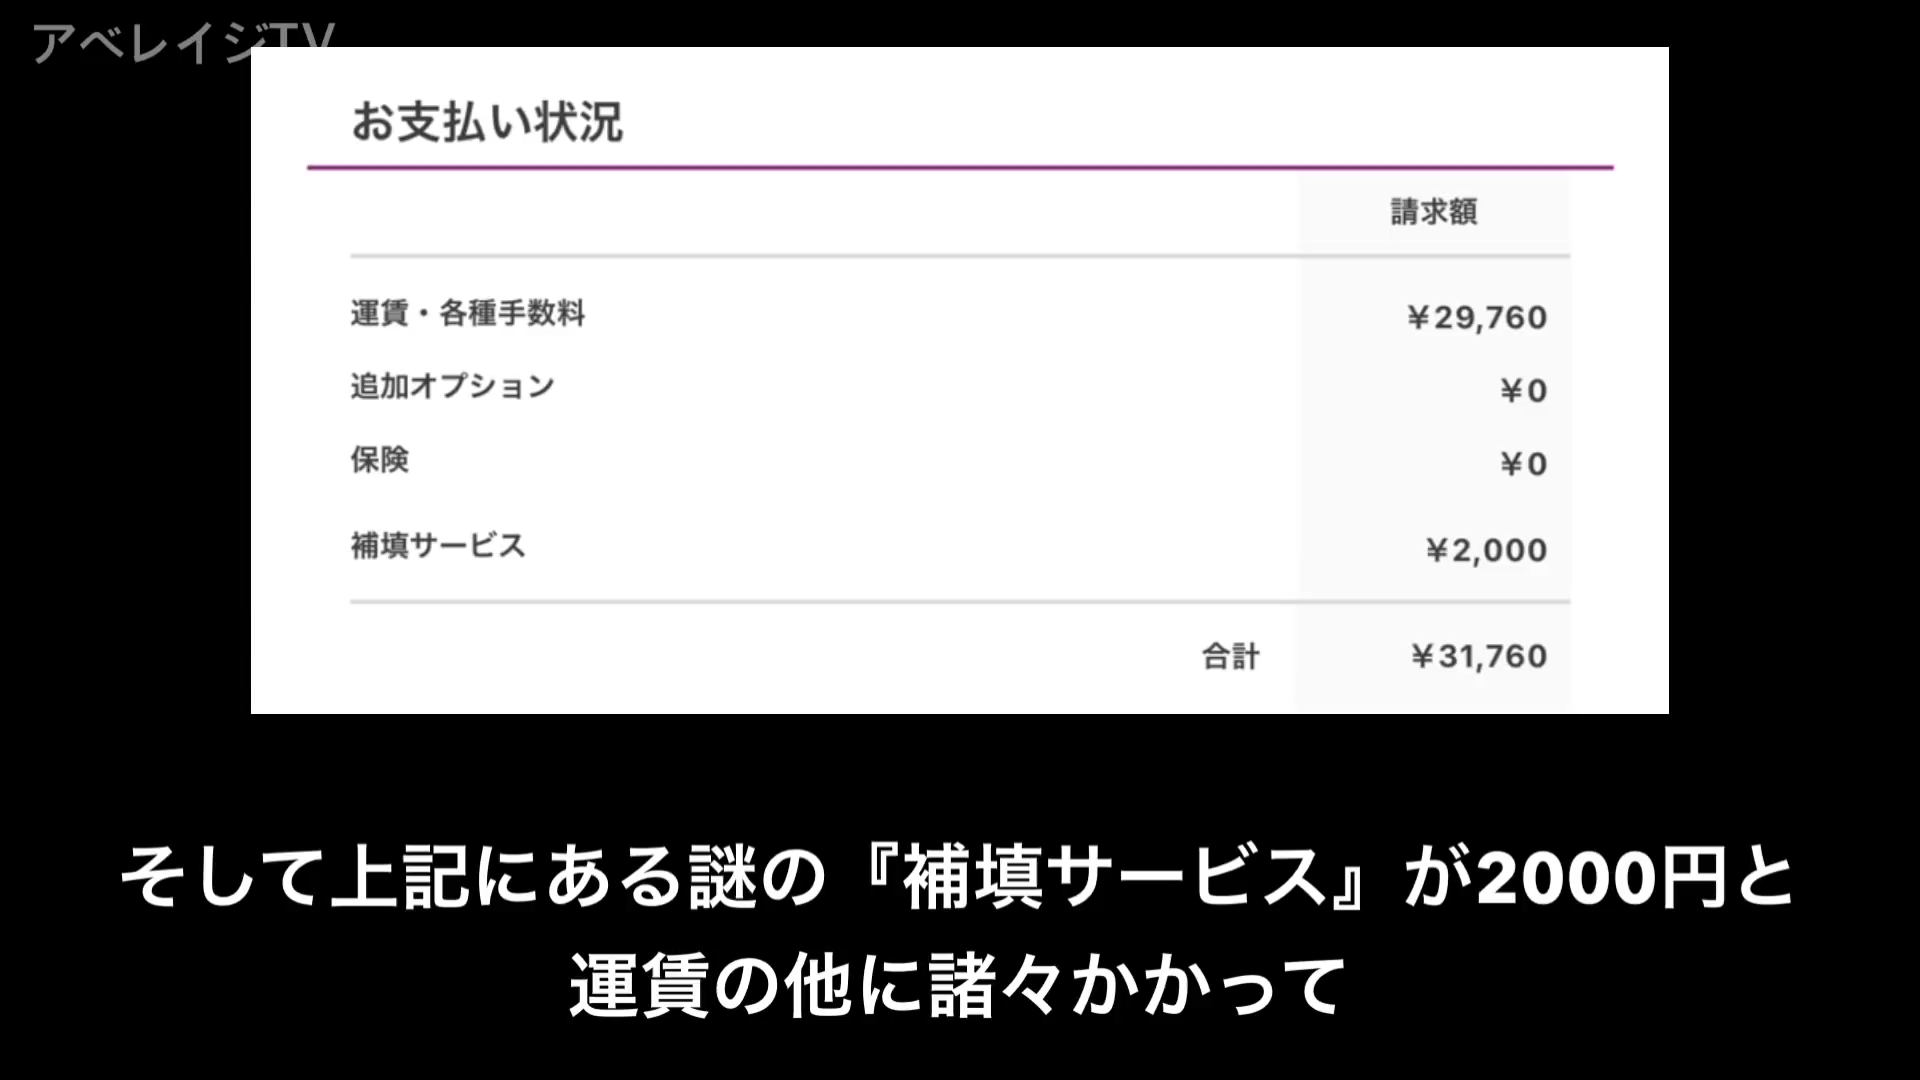 アベレイジTV
お支払い状況
請求額
運賃・各種手数料 ￥29,760
追加オプション ￥0
保険 ￥0
補填サービス ￥2,000
合計 ￥31,760
そして上記にある謎の『補填サービス』が2000円と
運賃の他に諸々かかって